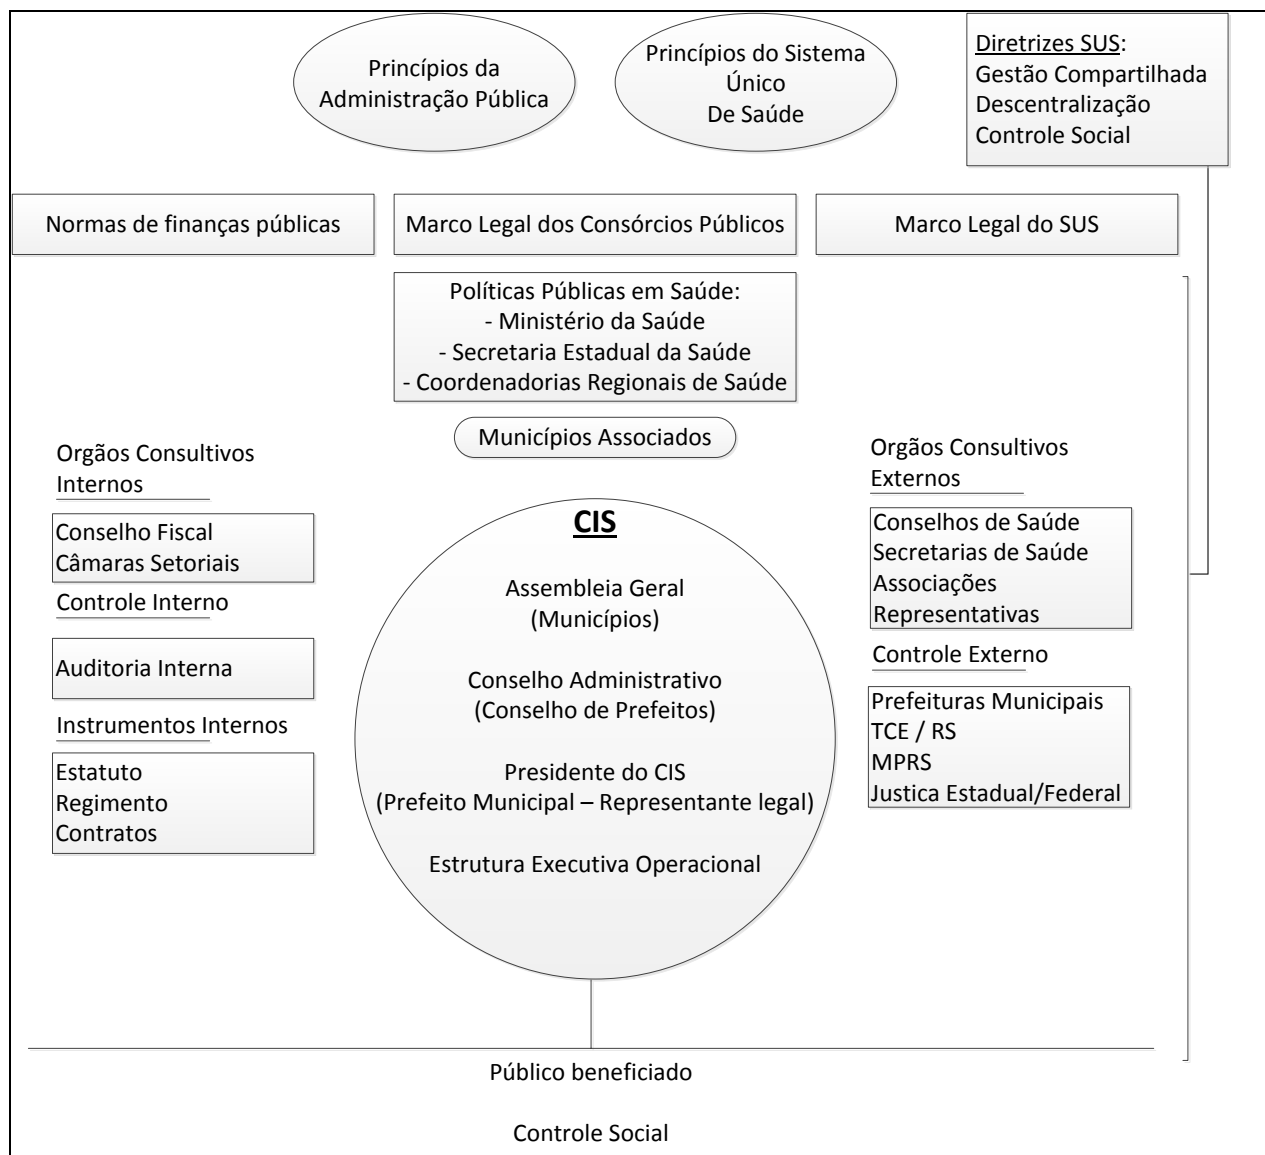 Princípios da
Administração Pública
Princípios do Sistema
Único
De Saúde
Diretrizes SUS:
Gestão Compartilhada
Descentralização
Controle Social
Normas de finanças públicas
Marco Legal dos Consórcios Públicos
Marco Legal do SUS
Políticas Públicas em Saúde:
- Ministério da Saúde
- Secretaria Estadual da Saúde
- Coordenadorias Regionais de Saúde
Municípios Associados
Orgãos Consultivos
Internos
Conselho Fiscal
Câmaras Setoriais
Controle Interno
Auditoria Interna
Instrumentos Internos
Estatuto
Regimento
Contratos
CIS
Assembleia Geral
(Municípios)
Conselho Administrativo
(Conselho de Prefeitos)
Presidente do CIS
(Prefeito Municipal – Representante legal)
Estrutura Executiva Operacional
Orgãos Consultivos
Externos
Conselhos de Saúde
Secretarias de Saúde
Associações
Representativas
Controle Externo
Prefeituras Municipais
TCE / RS
MPRS
Justica Estadual/Federal
Público beneficiado
Controle Social